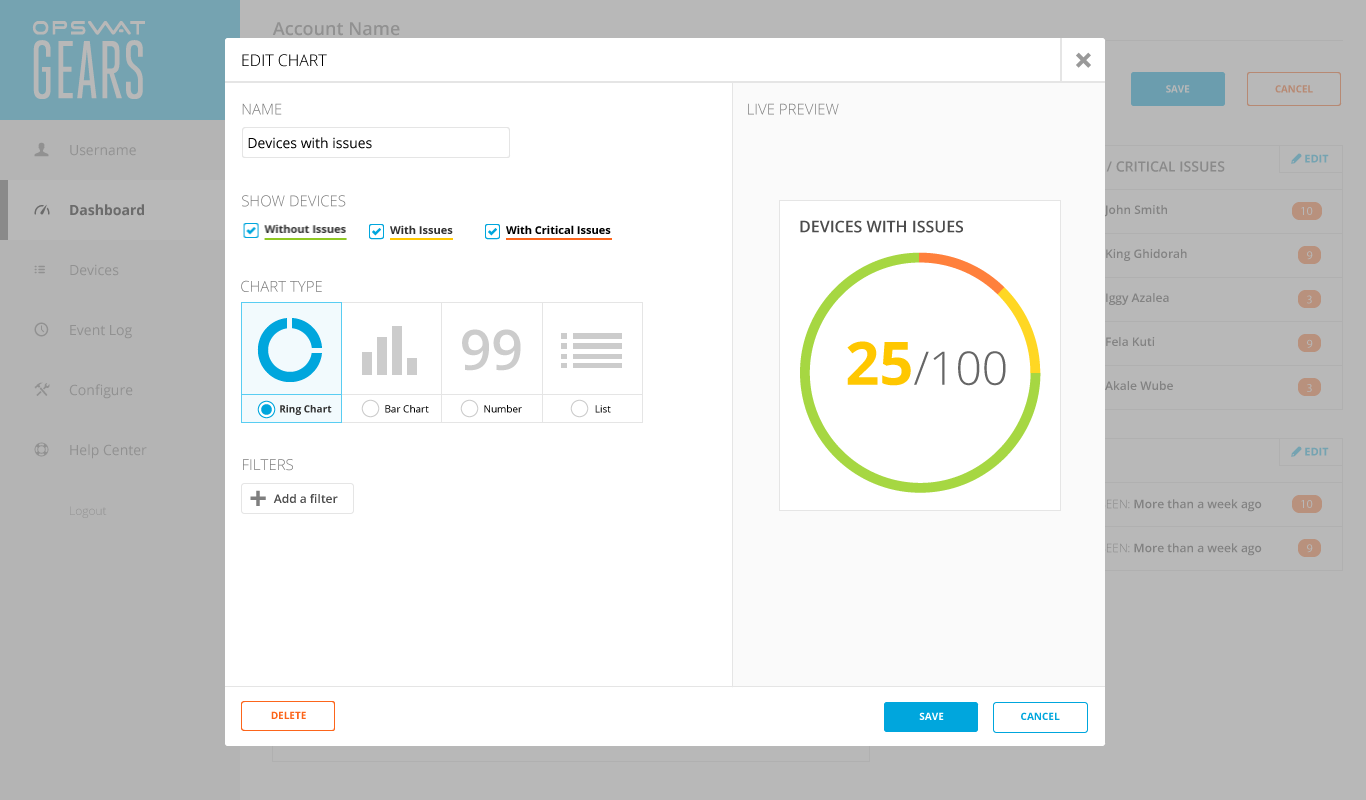 OPSWAT
GEARS
Username
Dashboard
Devices
Event Log
Configure
Help Center
Logout
Account Name
SAVE
CANCEL
EDIT CHART
NAME
Devices with issues
SHOW DEVICES
Without Issues
With Issues
With Critical Issues
CHART TYPE
99
Ring Chart
Bar Chart
Number
List
FILTERS
Add a filter
LIVE PREVIEW
DEVICES WITH ISSUES
25/100
DELETE
SAVE
CANCEL
/ CRITICAL ISSUES
EDIT
John Smith 10
King Ghidorah 9
Iggy Azalea 3
Fela Kuti 9
Akale Wube 3
EDIT
EEN: More than a week ago 10
EEN: More than a week ago 9